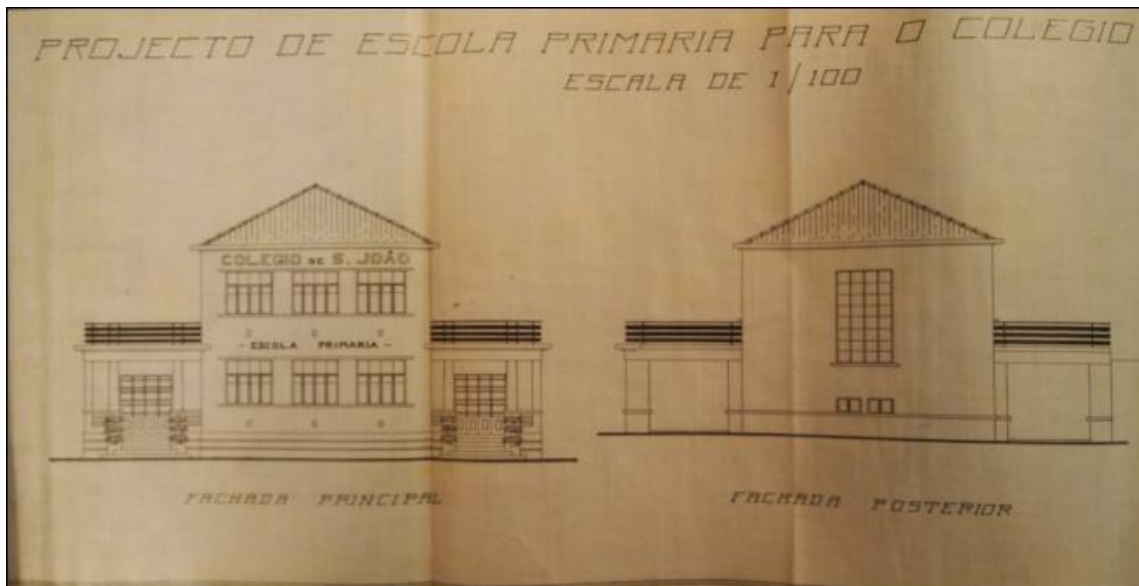 PROJECTO DE ESCOLA PRIMARIA PARA O COLEGIO
ESCALA DE 1/100
COLEGIO DE S. JOÃO
- ESCOLA PRIMARIA -
FACHADA PRINCIPAL
FACHADA POSTERIOR